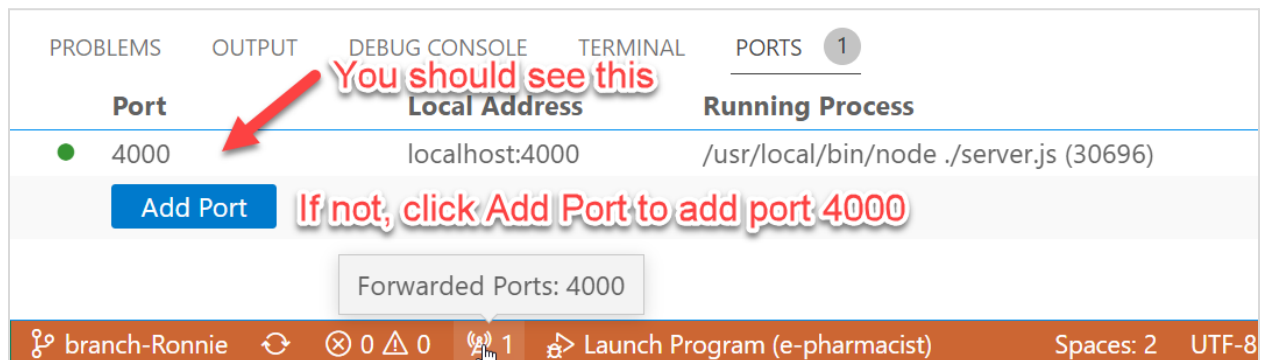 PROBLEMS OUTPUT DEBUG CONSOLE TERMINAL PORTS 1
You should see this
Port Local Address Running Process
4000 localhost:4000 /usr/local/bin/node ./server.js (30696)
Add Port If not, click Add Port to add port 4000
Forwarded Ports: 4000
branch-Ronnie 0 0 1 Launch Program (e-pharmacist) Spaces: 2 UTF-8